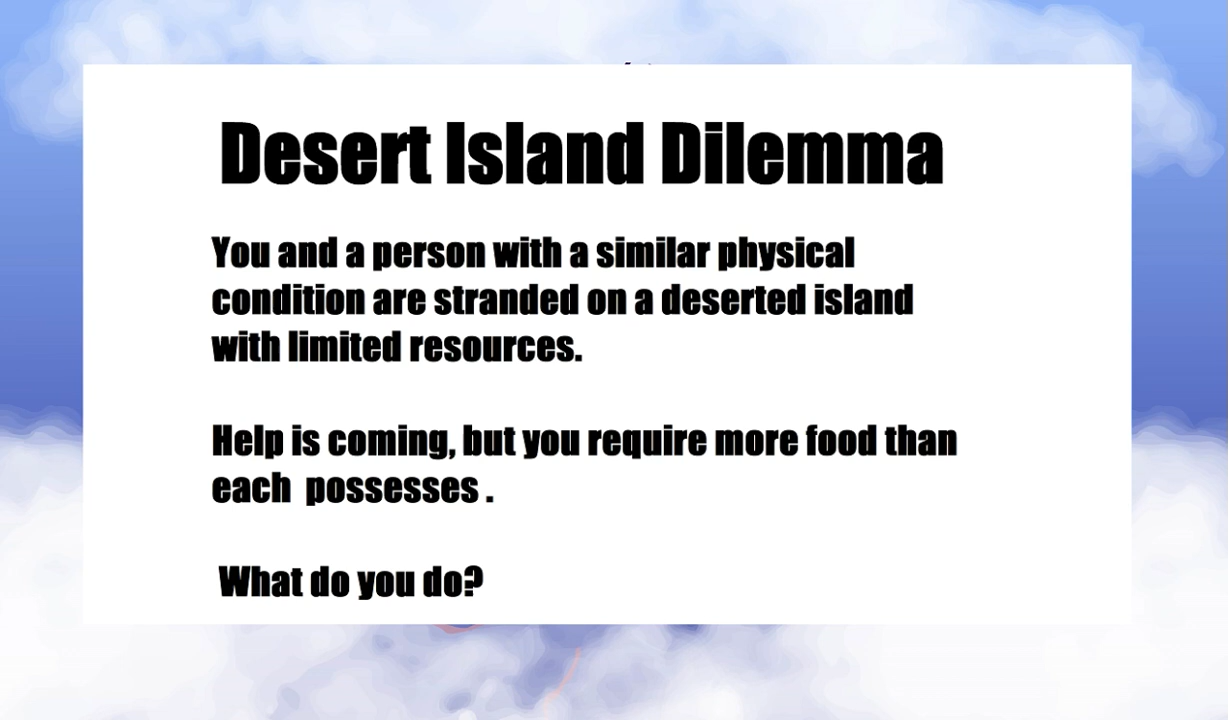 Desert Island Dilemma
You and a person with a similar physical
condition are stranded on a deserted island
with limited resources.
Help is coming, but you require more food than
each possesses .
What do you do?